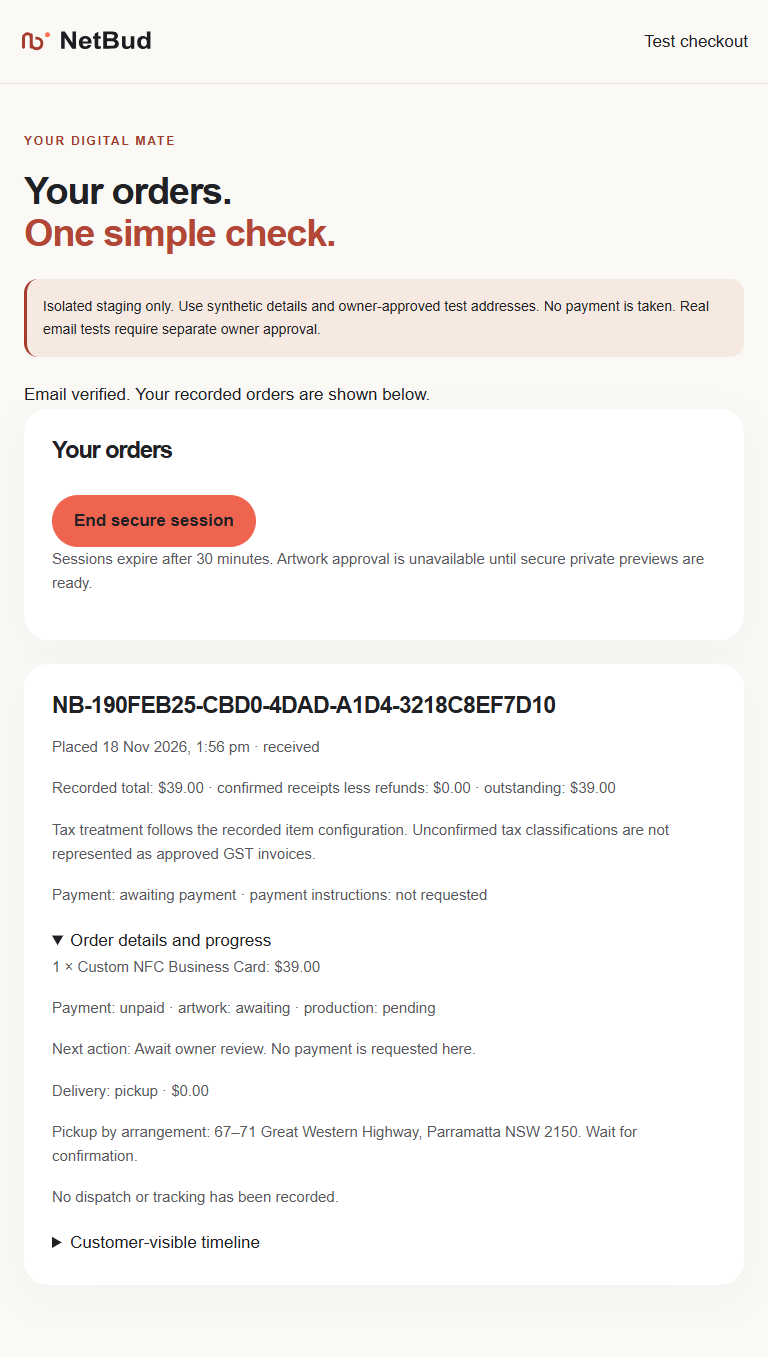 NetBud
Test checkout
YOUR DIGITAL MATE
Your orders.
One simple check.
Isolated staging only. Use synthetic details and owner-approved test addresses. No payment is taken. Real
email tests require separate owner approval.
Email verified. Your recorded orders are shown below.
Your orders
End secure session
Sessions expire after 30 minutes. Artwork approval is unavailable until secure private previews are
ready.
NB-190FEB25-CBD0-4DAD-A1D4-3218C8EF7D10
Placed 18 Nov 2026, 1:56 pm · received
Recorded total: $39.00 · confirmed receipts less refunds: $0.00 · outstanding: $39.00
Tax treatment follows the recorded item configuration. Unconfirmed tax classifications are not
represented as approved GST invoices.
Payment: awaiting payment · payment instructions: not requested
▼ Order details and progress
1 × Custom NFC Business Card: $39.00
Payment: unpaid · artwork: awaiting · production: pending
Next action: Await owner review. No payment is requested here.
Delivery: pickup · $0.00
Pickup by arrangement: 67–71 Great Western Highway, Parramatta NSW 2150. Wait for
confirmation.
No dispatch or tracking has been recorded.
▶ Customer-visible timeline